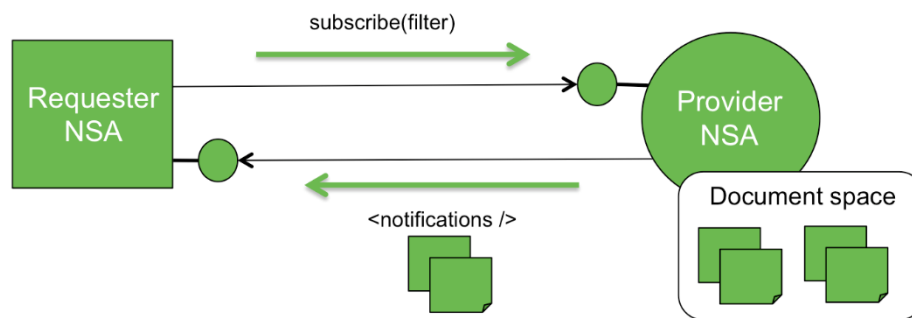 subscribe(filter)
Requester
NSA
Provider
NSA
<notifications />
Document space